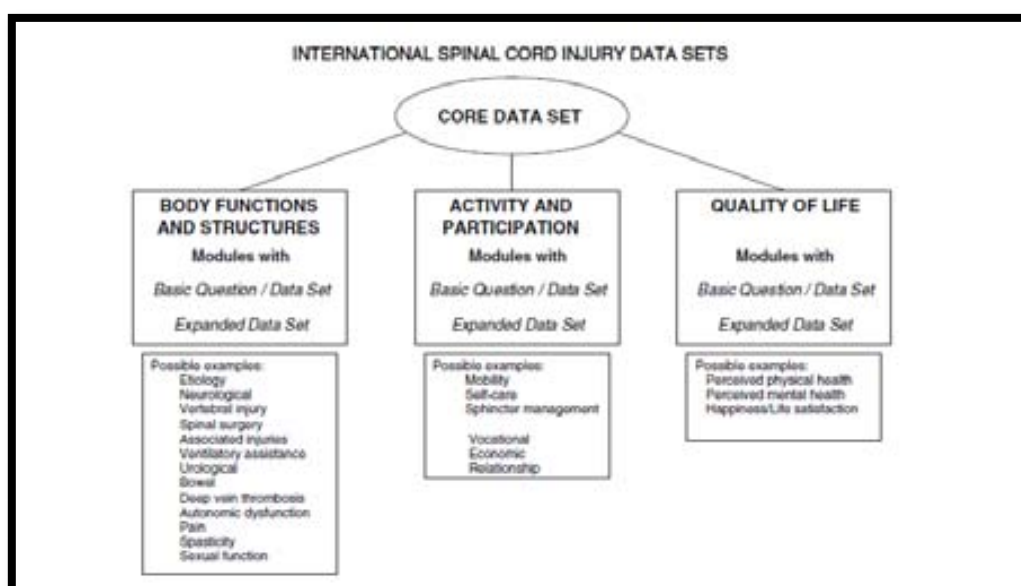 INTERNATIONAL SPINAL CORD INJURY DATA SETS
CORE DATA SET
BODY FUNCTIONS
AND STRUCTURES
Modules with
Basic Question / Data Set
Expanded Data Set
Possible examples:
Etiology
Neurological
Vertebral injury
Spinal surgery
Associated injuries
Ventilatory assistance
Urological
Bowel
Deep vein thrombosis
Autonomic dysfunction
Pain
Spasticity
Sexual function
ACTIVITY AND
PARTICIPATION
Modules with
Basic Question / Data Set
Expanded Data Set
Possible examples:
Mobility
Self-care
Sphincter management
Vocational
Economic
Relationship
QUALITY OF LIFE
Modules with
Basic Question / Data Set
Expanded Data Set
Possible examples:
Perceived physical health
Perceived mental health
Happiness/Life satisfaction